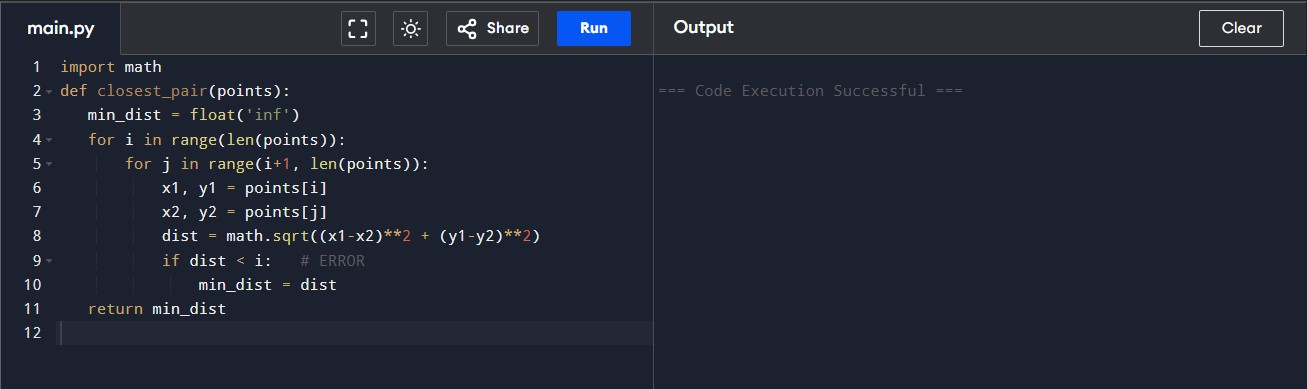 main.py
Share
Run
Output
Clear
1 import math
2 def closest_pair(points):
3    min_dist = float('inf')
4    for i in range(len(points)):
5        for j in range(i+1, len(points)):
6            x1, y1 = points[i]
7            x2, y2 = points[j]
8            dist = math.sqrt((x1-x2)**2 + (y1-y2)**2)
9            if dist < i:   # ERROR
10                min_dist = dist
11    return min_dist
12
=== Code Execution Successful ===